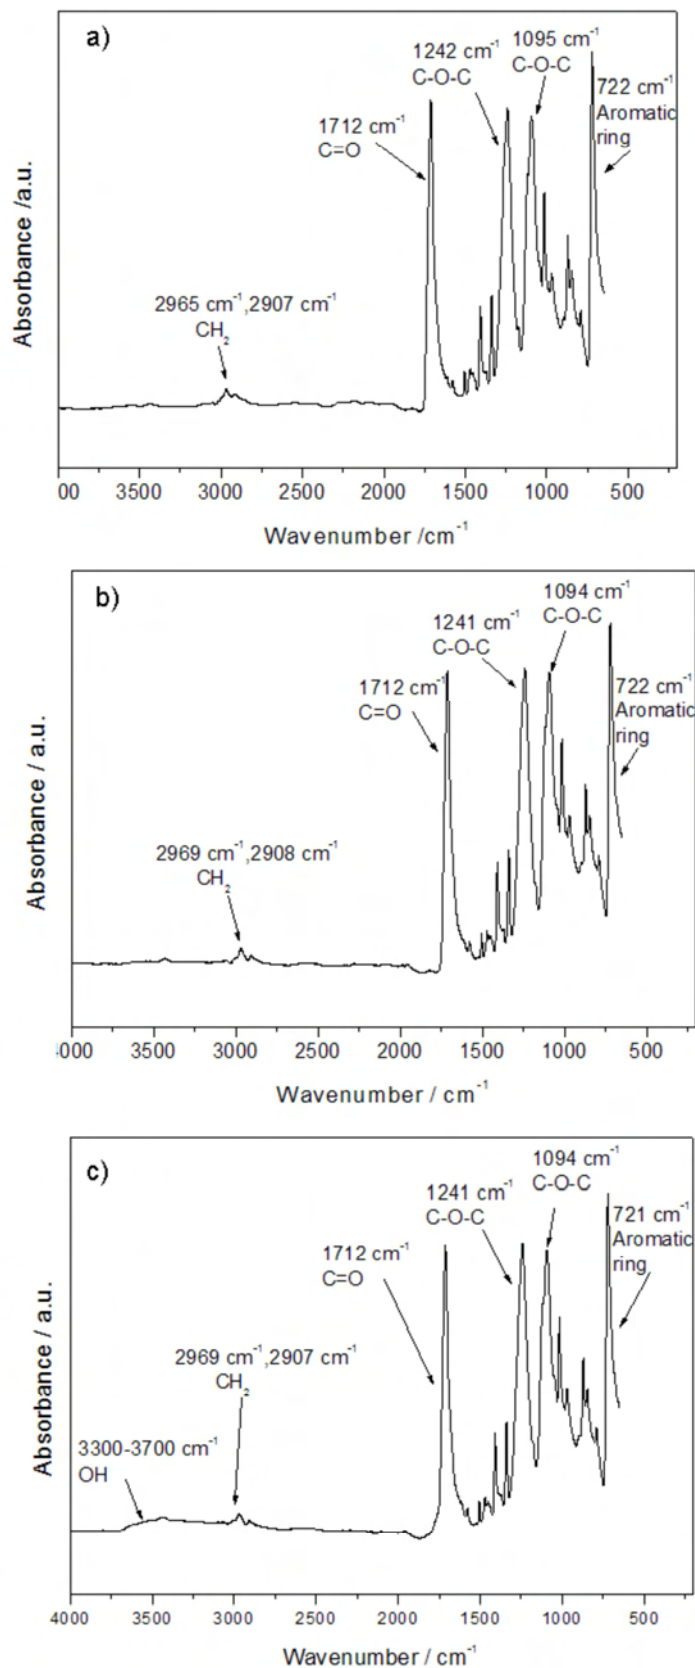 a)
1242 cm⁻¹
C-O-C
1095 cm⁻¹
C-O-C
722 cm⁻¹
Aromatic
ring
1712 cm⁻¹
C=O
2965 cm⁻¹,2907 cm⁻¹
CH₂
Absorbance /a.u.
00 3500 3000 2500 2000 1500 1000 500
Wavenumber /cm⁻¹
b)
1094 cm⁻¹
C-O-C
1241 cm⁻¹
C-O-C
1712 cm⁻¹
C=O
722 cm⁻¹
Aromatic
ring
2969 cm⁻¹,2908 cm⁻¹
CH₂
Absorbance / a.u.
4000 3500 3000 2500 2000 1500 1000 500
Wavenumber / cm⁻¹
c)
1094 cm⁻¹
C-O-C
1241 cm⁻¹
C-O-C
721 cm⁻¹
Aromatic
ring
1712 cm⁻¹
C=O
2969 cm⁻¹,2907 cm⁻¹
CH₂
3300-3700 cm⁻¹
OH
Absorbance / a.u.
4000 3500 3000 2500 2000 1500 1000 500
Wavenumber / cm⁻¹